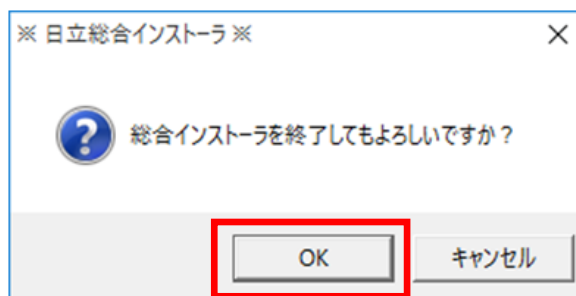 ※ 日立総合インストーラ ※
総合インストーラを終了してもよろしいですか？
OK
キャンセル